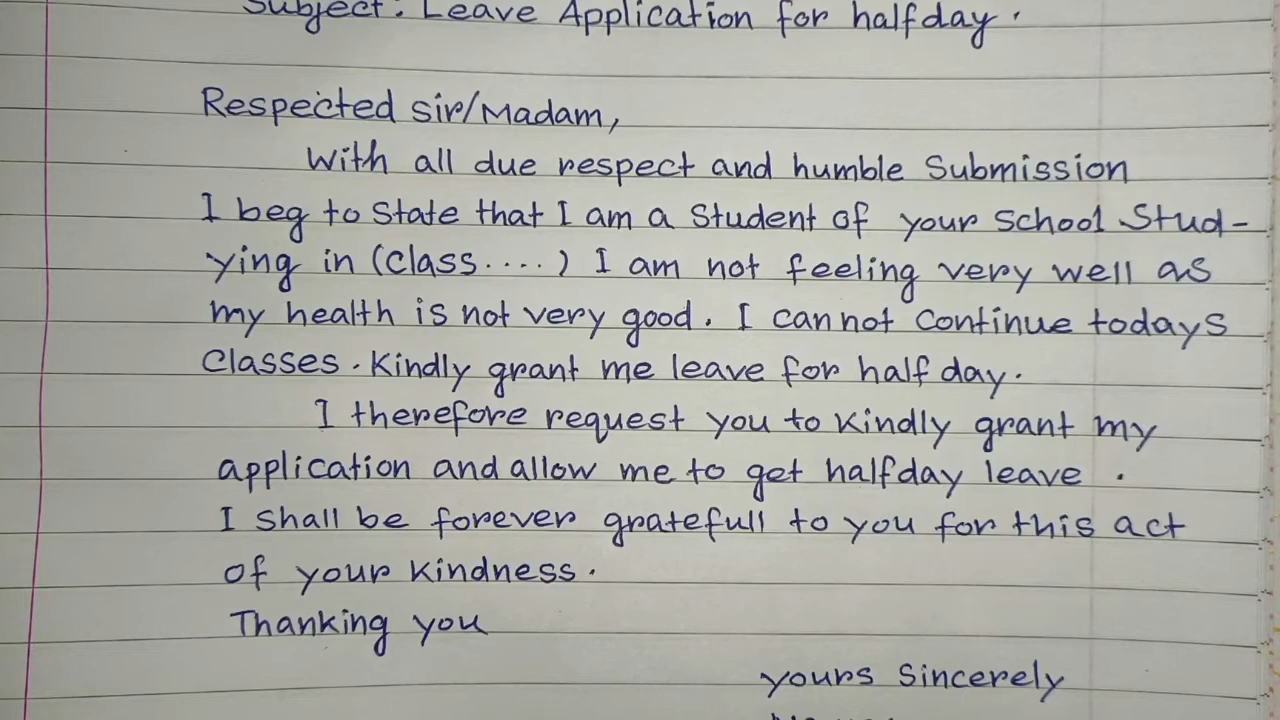 Subject: Leave Application for halfday.
Respected Sir/Madam,
With all due respect and humble Submission
I beg to State that I am a Student of your School Stud-
ying in (Class....) I am not feeling very well as
my health is not very good. I cannot Continue todays
Classes. Kindly grant me leave for half day.
I therefore request you to kindly grant my
application and allow me to get halfday leave.
I Shall be forever gratefull to you for this act
of your kindness.
Thanking you
yours Sincerely